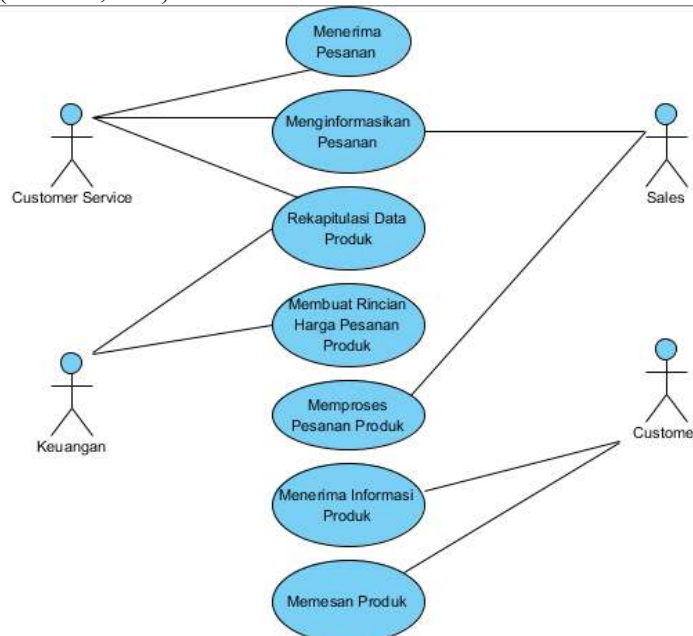 Menerima
Pesanan
Menginformasikan
Pesanan
Customer Service
Sales
Rekapitulasi Data
Produk
Membuat Rincian
Harga Pesanan
Produk
Memproses
Pesanan Produk
Keuangan
Custome
Menerima Informasi
Produk
Memesan Produk